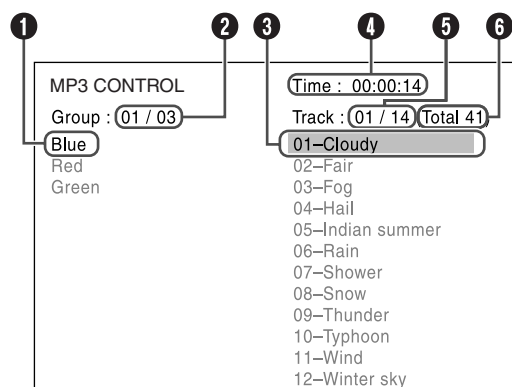 1 2 3 4 5 6
MP3 CONTROL
Time : 00:00:14
Group : 01 / 03
Track : 01 / 14 Total 41
Blue
Red
Green
01–Cloudy
02–Fair
03–Fog
04–Hail
05–Indian summer
06–Rain
07–Shower
08–Snow
09–Thunder
10–Typhoon
11–Wind
12–Winter sky